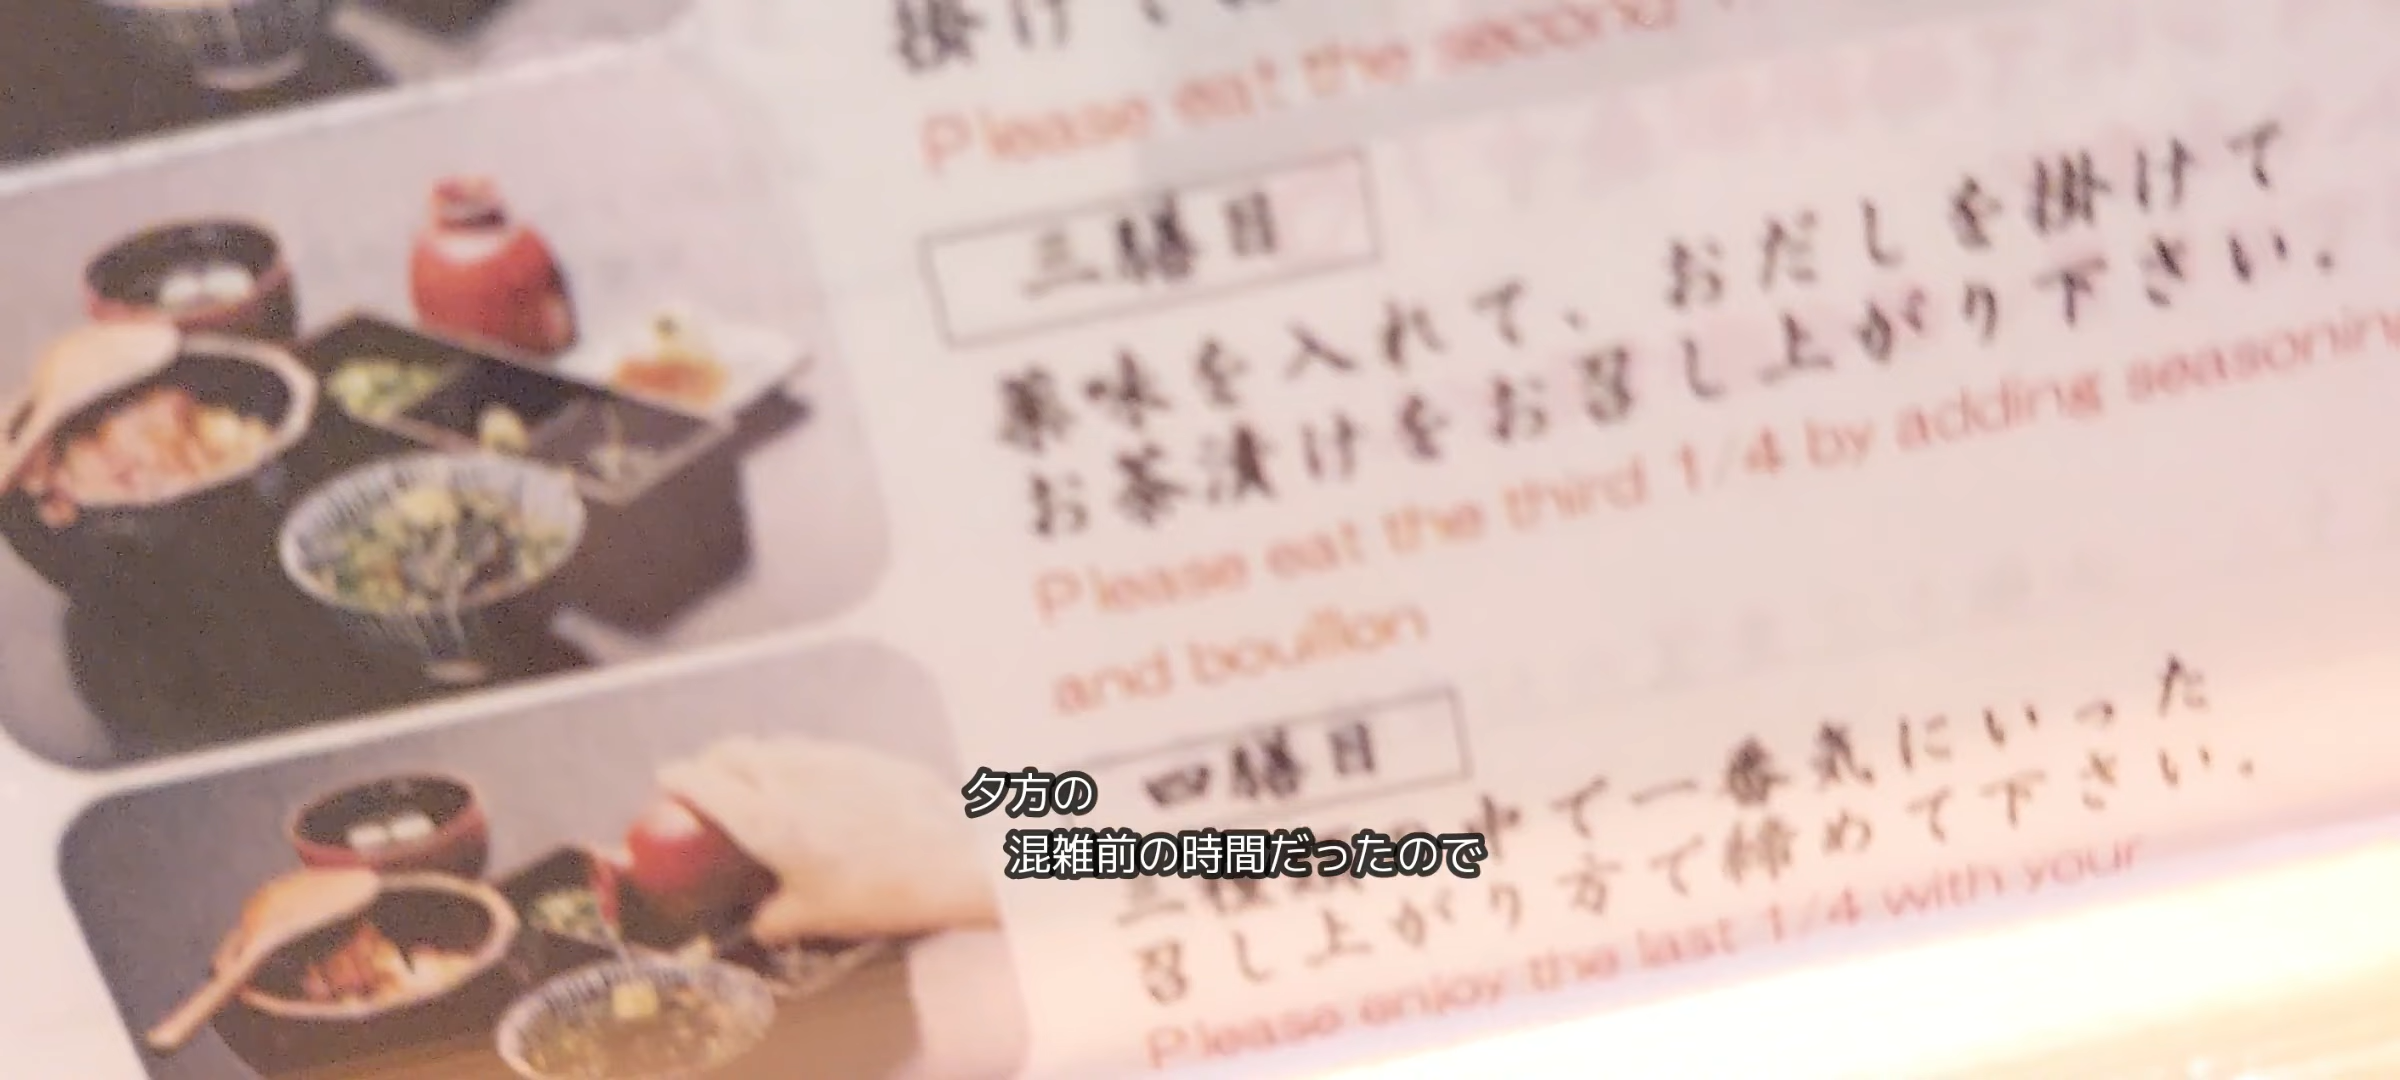 掛け
Please eat the second
三膳目
薬味を入れて、おだしを掛けて
お茶漬けをお召し上がり下さい。
Please eat the third 1/4 by adding seasoning
and bouillon
四膳目
中で一番気にいった
召し上がり方で締めて下さい。
Please enjoy the last 1/4 with your
夕方の
混雑前の時間だったので